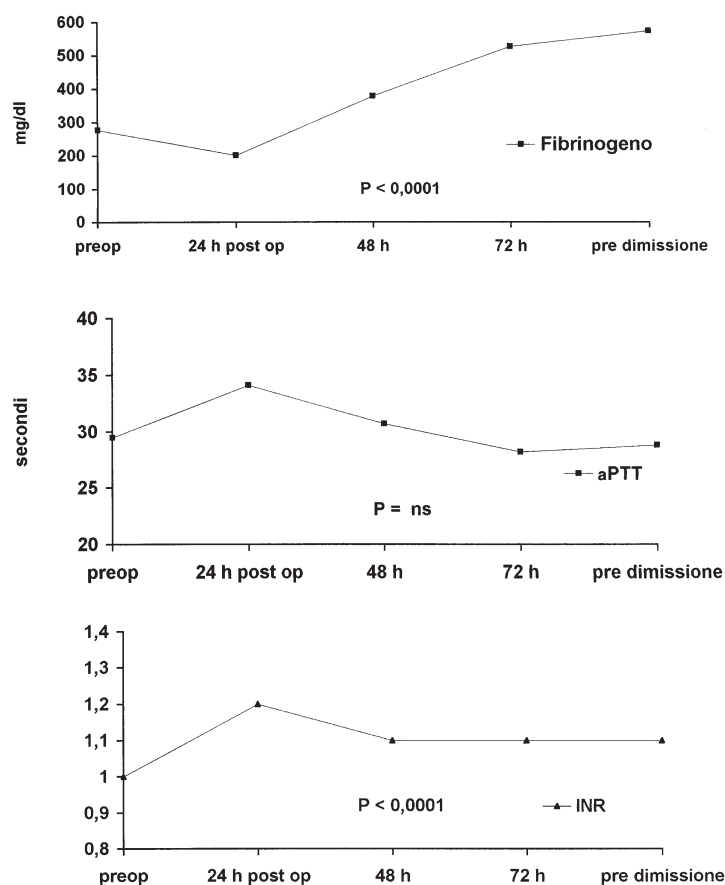 600
500
400
300
200
100
0
mg/dl
Fibrinogeno
P < 0,0001
preop 24 h post op 48 h 72 h pre dimissione
40
35
30
25
20
secondi
aPTT
P = ns
preop 24 h post op 48 h 72 h pre dimissione
1,4
1,3
1,2
1,1
1
0,9
0,8
P < 0,0001 INR
preop 24 h post op 48 h 72 h pre dimissione